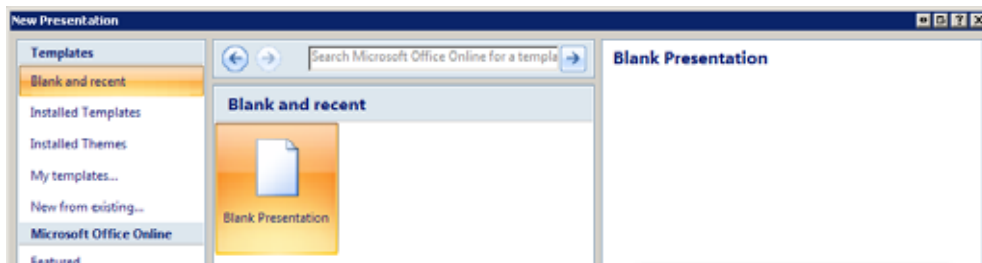 New Presentation
Templates
Blank and recent
Installed Templates
Installed Themes
My templates...
New from existing...
Microsoft Office Online
Featured
Search Microsoft Office Online for a templa
Blank and recent
Blank Presentation
Blank Presentation